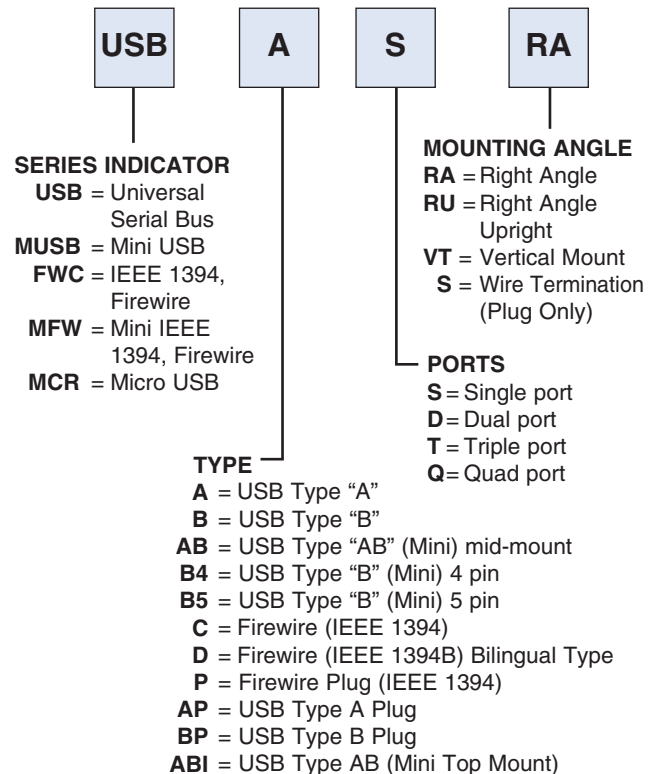 USB A S RA
SERIES INDICATOR
USB = Universal
Serial Bus
MUSB = Mini USB
FWC = IEEE 1394,
Firewire
MFW = Mini IEEE
1394, Firewire
MCR = Micro USB
MOUNTING ANGLE
RA = Right Angle
RU = Right Angle
Upright
VT = Vertical Mount
S = Wire Termination
(Plug Only)
PORTS
S = Single port
D = Dual port
T = Triple port
Q = Quad port
TYPE
A = USB Type “A”
B = USB Type “B”
AB = USB Type “AB” (Mini) mid-mount
B4 = USB Type “B” (Mini) 4 pin
B5 = USB Type “B” (Mini) 5 pin
C = Firewire (IEEE 1394)
D = Firewire (IEEE 1394B) Bilingual Type
P = Firewire Plug (IEEE 1394)
AP = USB Type A Plug
BP = USB Type B Plug
ABI = USB Type AB (Mini Top Mount)